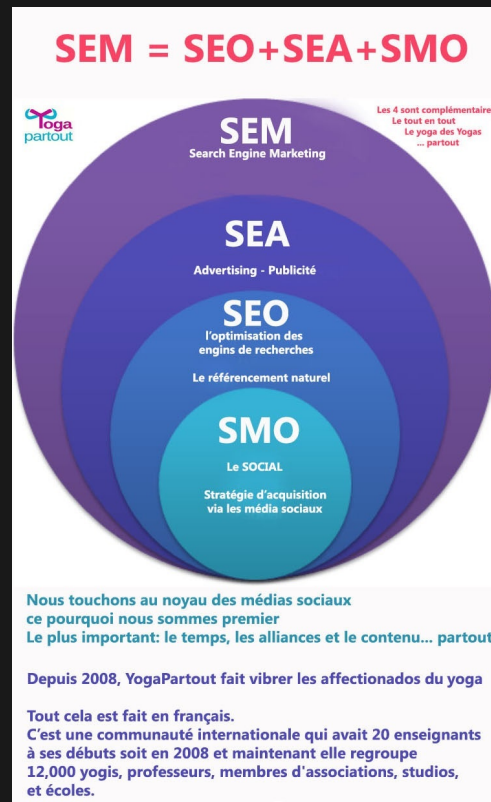 SEM = SEO+SEA+SMO
Yoga
partout
Les 4 sont complémentaire
Le tout en tout
Le yoga des Yogas
... partout
SEM
Search Engine Marketing
SEA
Advertising - Publicité
SEO
l'optimisation des
engins de recherches
Le référencement naturel
SMO
Le SOCIAL
Stratégie d'acquisition
via les média sociaux
Nous touchons au noyau des médias sociaux
ce pourquoi nous sommes premier
Le plus important: le temps, les alliances et le contenu... partout
Depuis 2008, YogaPartout fait vibrer les affectionados du yoga
Tout cela est fait en français.
C'est une communauté internationale qui avait 20 enseignants
à ses débuts soit en 2008 et maintenant elle regroupe
12,000 yogis, professeurs, membres d'associations, studios,
et écoles.